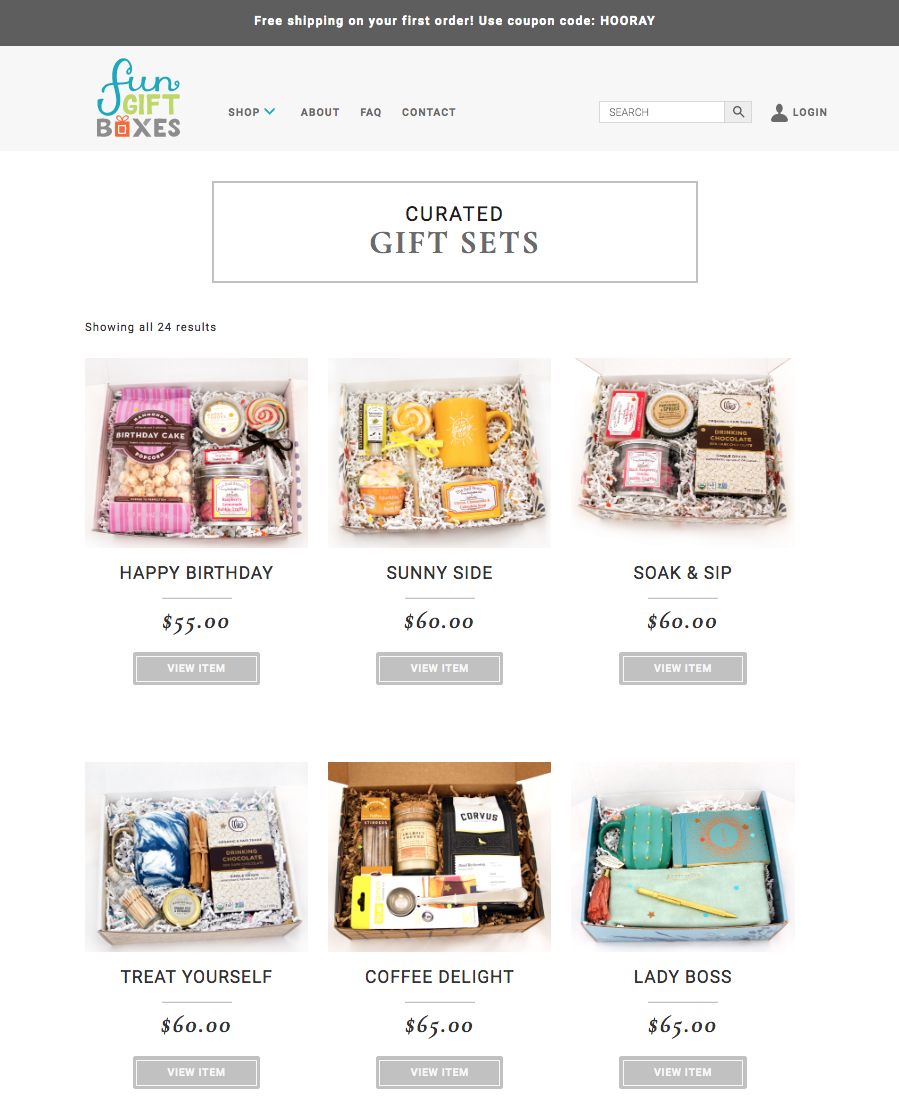 Free shipping on your first order! Use coupon code: HOORAY
fun
GIFT
BOXES
SHOP
ABOUT
FAQ
CONTACT
SEARCH
LOGIN
CURATED
GIFT SETS
Showing all 24 results
BIRTHDAY CAKE
POPCORN
DRINKING
CHOCOLATE
HAPPY BIRTHDAY
SUNNY SIDE
SOAK & SIP
$55.00
$60.00
$60.00
VIEW ITEM
VIEW ITEM
VIEW ITEM
DRINKING
CHOCOLATE
STIRRERS
CORVUS
TREAT YOURSELF
COFFEE DELIGHT
LADY BOSS
$60.00
$65.00
$65.00
VIEW ITEM
VIEW ITEM
VIEW ITEM